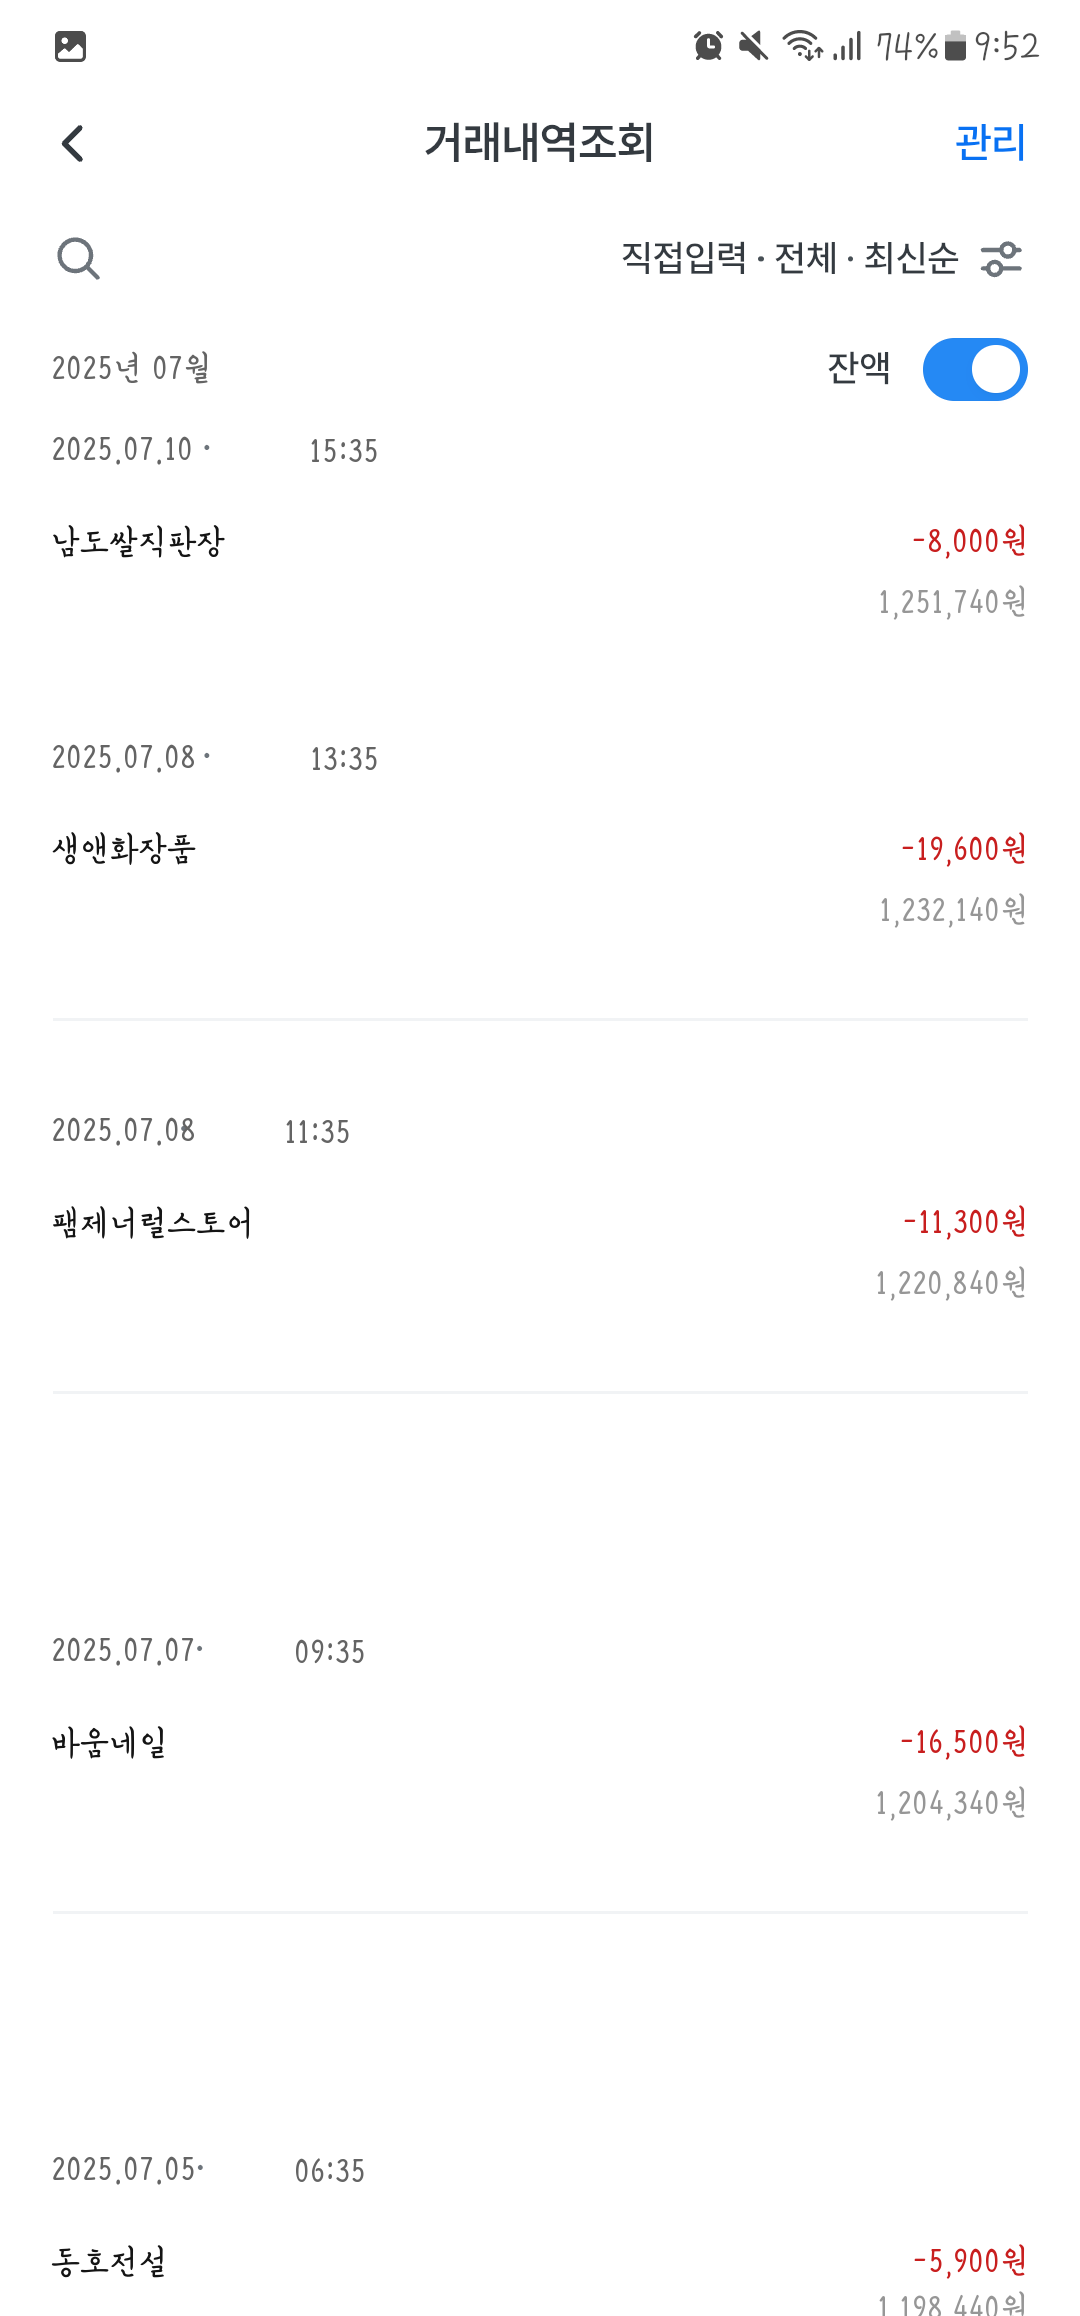 74% 9:52
거래내역조회 관리
직접입력 · 전체 · 최신순
2025년 07월 잔액
2025.07.10 · 15:35
남도쌀직판장 -8,000원
1,251,740원
2025.07.08 · 13:35
생앤화장품 -19,600원
1,232,140원
2025.07.08 11:35
팸제너럴스토어 -11,300원
1,220,840원
2025.07.07· 09:35
바움네일 -16,500원
1,204,340원
2025.07.05· 06:35
동호전설 -5,900원
1,198,440원